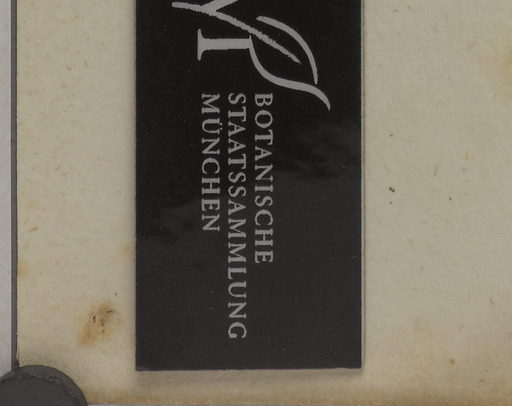 BOTANISCHE
STAATSSAMMLUNG
MÜNCHEN